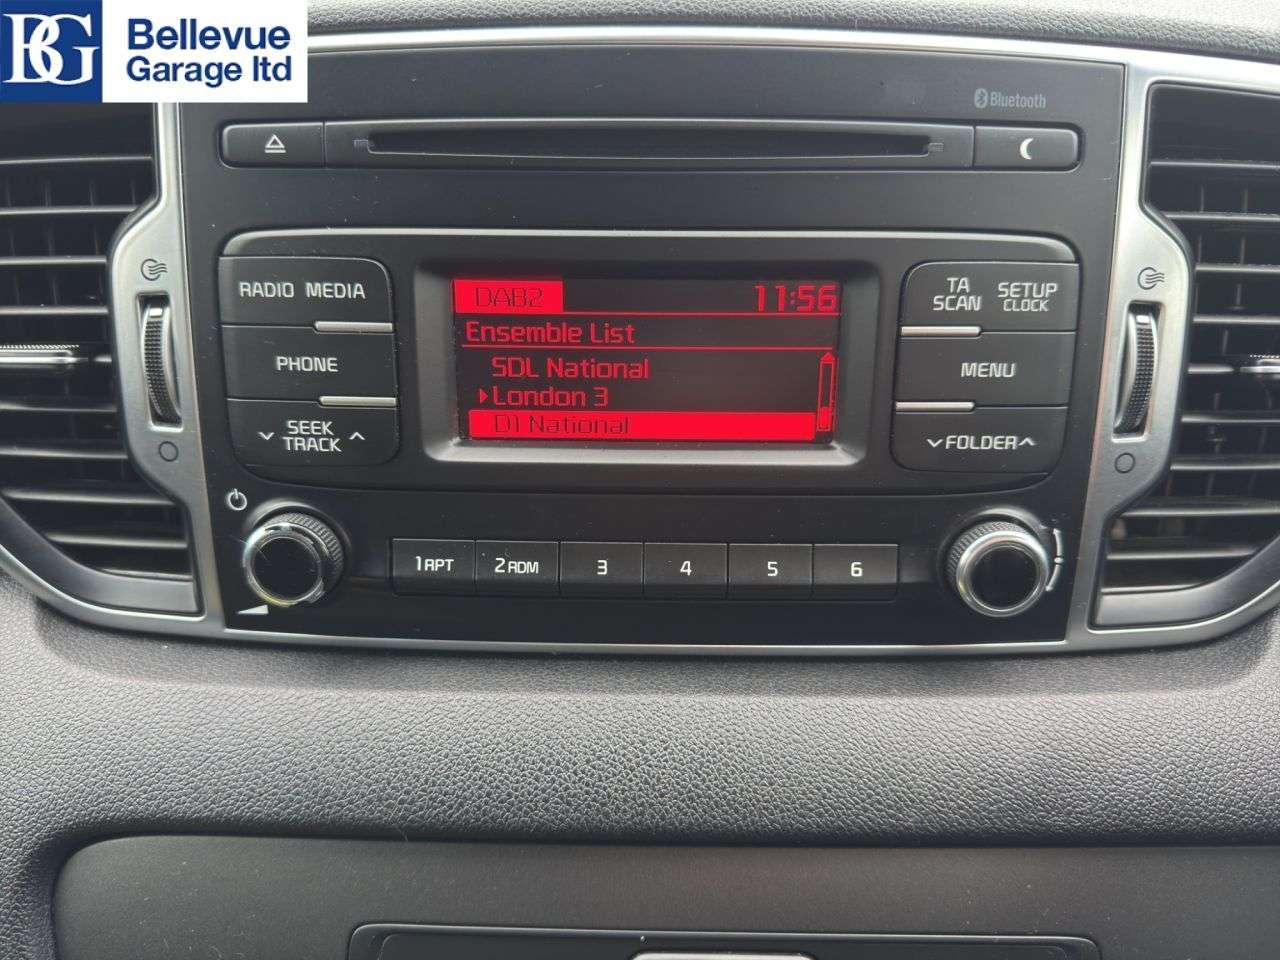 BG
Bellevue
Garage ltd
Bluetooth
RADIO MEDIA
PHONE
SEEK
TRACK
DAB2 11:56
Ensemble List
SDL National
London 3
D1 National
TA
SCAN
SETUP
CLOCK
MENU
FOLDER
1 RPT
2 RDM
3
4
5
6